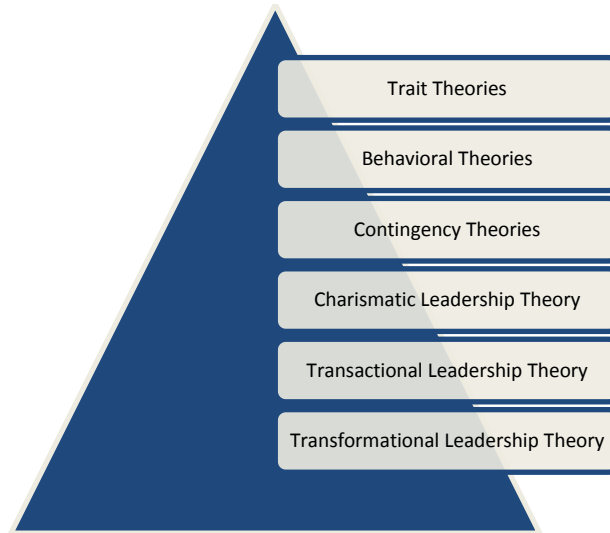 Trait Theories
Behavioral Theories
Contingency Theories
Charismatic Leadership Theory
Transactional Leadership Theory
Transformational Leadership Theory